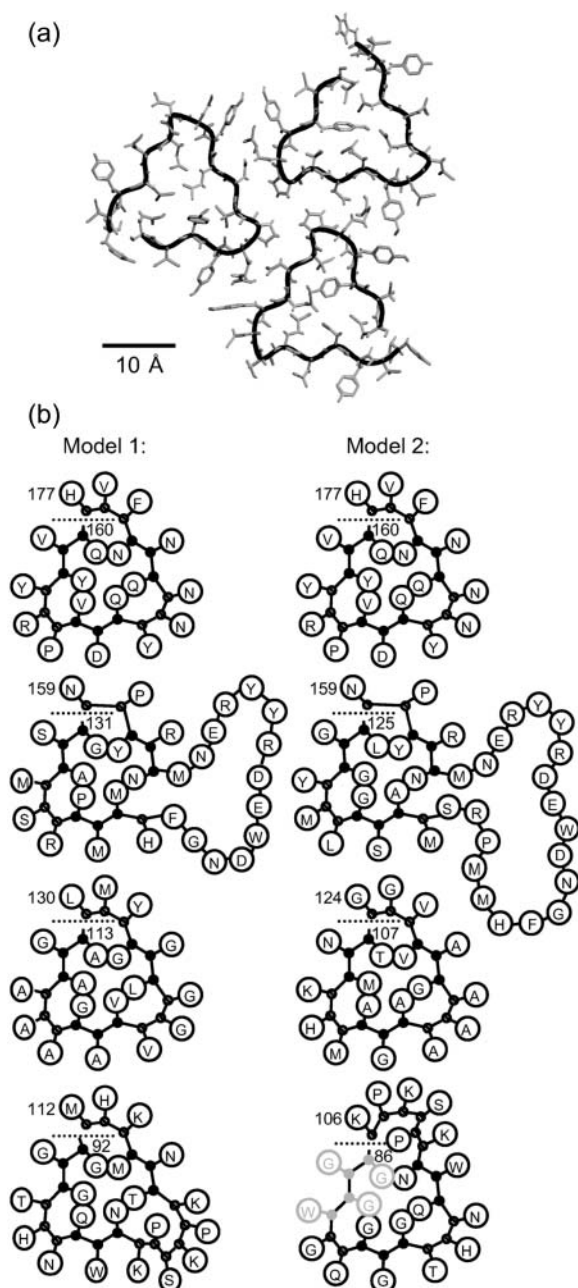 (a)
10 Å
(b)
Model 1:
Model 2:
177 H V F
160
V Q N N
Y Y Q N
R V Q N
P D Y
177 H V F
160
V Q N N
Y Y Q N
R V Q N
P D Y
159 N P
131
S G Y R
M A N M N E R Y Y R D E W D N G F H
S P M
R M
159 N P
125
G L Y R
Y G N M N E R Y Y R D E W D N G F H M M P R S M
M G A
L S
130 L M Y
113
G A G G
A A L G
A G V G
A A V
124 G G V
107
N T V A
K M G A
H A A A
M G A
112 M H K
92
G G M N
T G T K
H Q N P P
N W K S K
106 K P K S
86
P K
G G N W
W G Q N
G G G H
Q G T